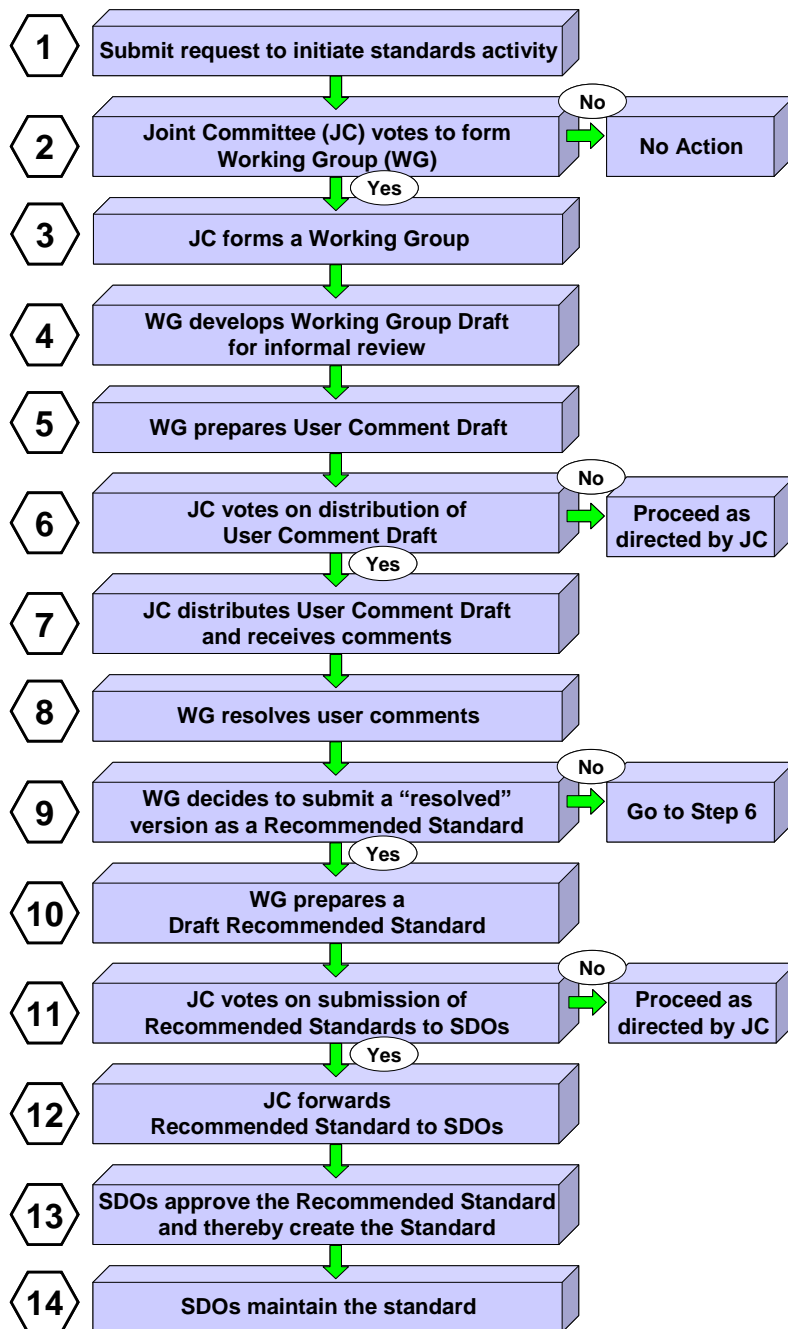 1
Submit request to initiate standards activity
2
Joint Committee (JC) votes to form
Working Group (WG)
No
No Action
Yes
3
JC forms a Working Group
4
WG develops Working Group Draft
for informal review
5
WG prepares User Comment Draft
6
JC votes on distribution of
User Comment Draft
No
Proceed as
directed by JC
Yes
7
JC distributes User Comment Draft
and receives comments
8
WG resolves user comments
9
WG decides to submit a “resolved”
version as a Recommended Standard
No
Go to Step 6
Yes
10
WG prepares a
Draft Recommended Standard
11
JC votes on submission of
Recommended Standards to SDOs
No
Proceed as
directed by JC
Yes
12
JC forwards
Recommended Standard to SDOs
13
SDOs approve the Recommended Standard
and thereby create the Standard
14
SDOs maintain the standard